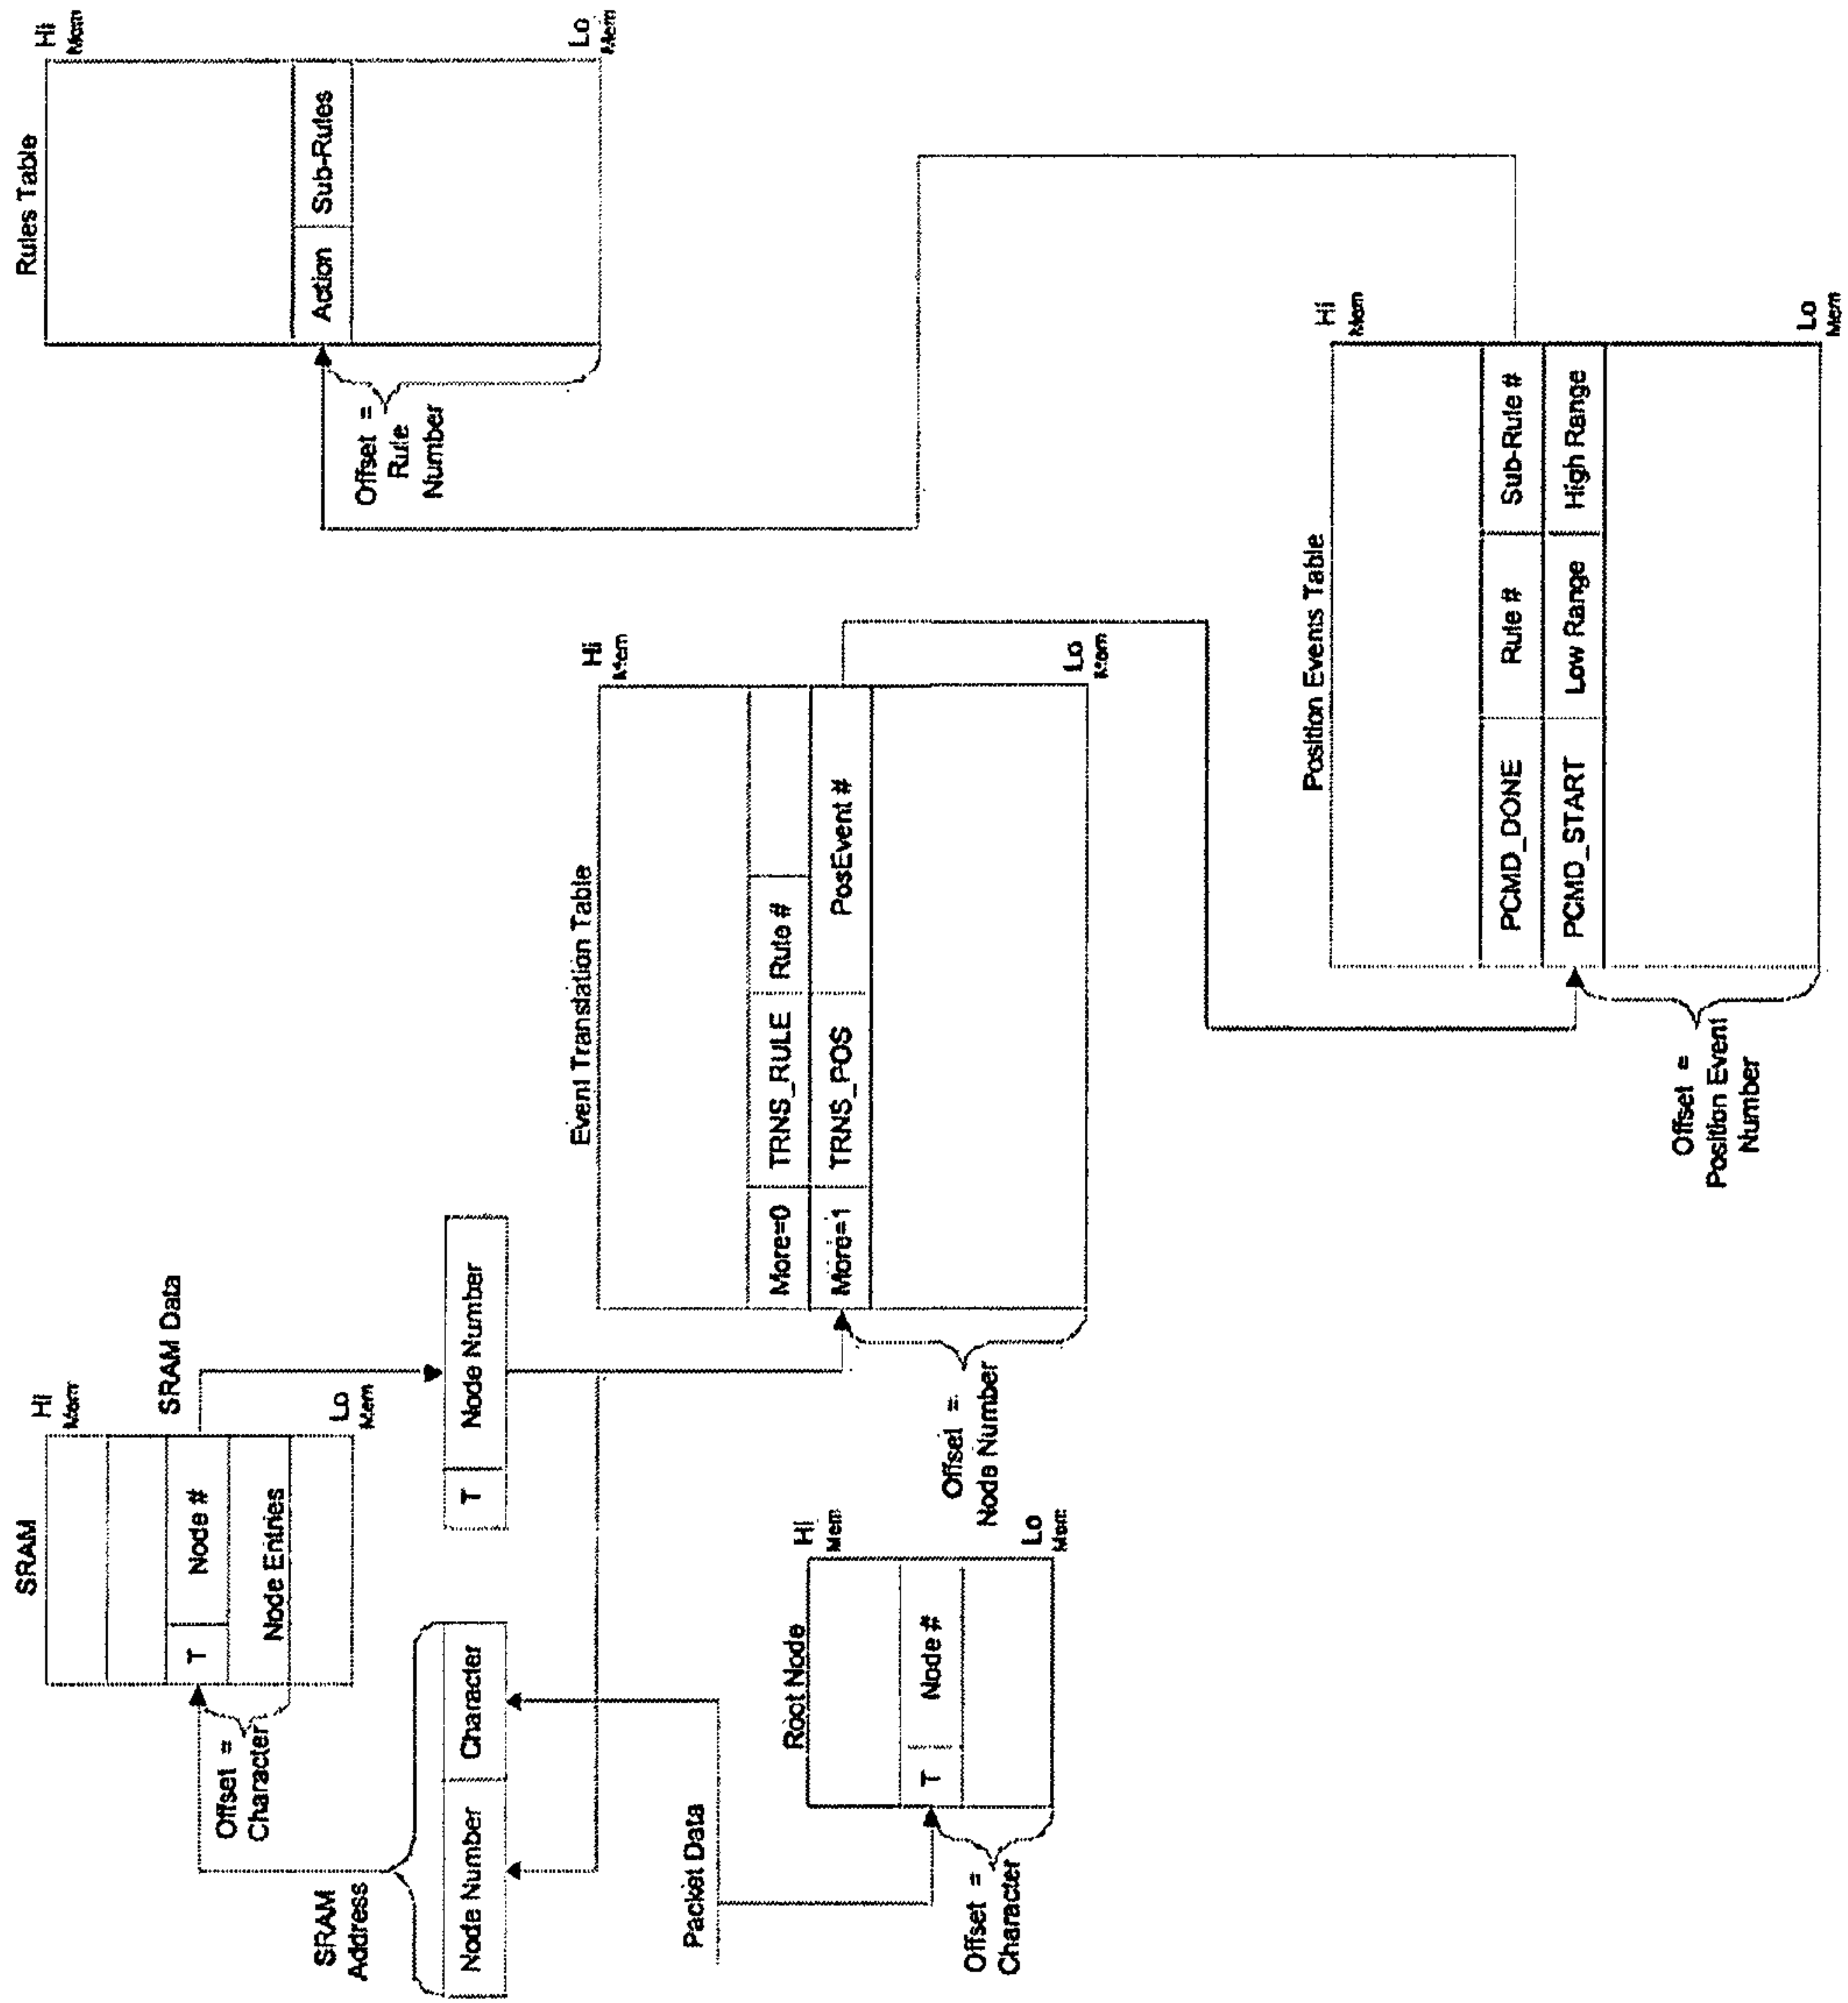 SRAM
Hi
Mem
T
Node #
Node Entries
Lo
Mem
Offset =
Character
SRAM Data
SRAM
Address
Node Number
Character
T
Node Number
Packet Data
Root Node
Hi
Mem
T
Node #
Lo
Mem
Offset =
Character
Event Translation Table
Hi
Mem
More=0
TRNS_RULE
Rule #
More=1
TRNS_POS
PosEvent #
Lo
Mem
Offset =
Node Number
Rules Table
Hi
Mem
Action
Sub-Rules
Lo
Mem
Offset =
Rule
Number
Position Events Table
Hi
Mem
PCMD_DONE
Rule #
Sub-Rule #
PCMD_START
Low Range
High Range
Lo
Mem
Offset =
Position Event
Number